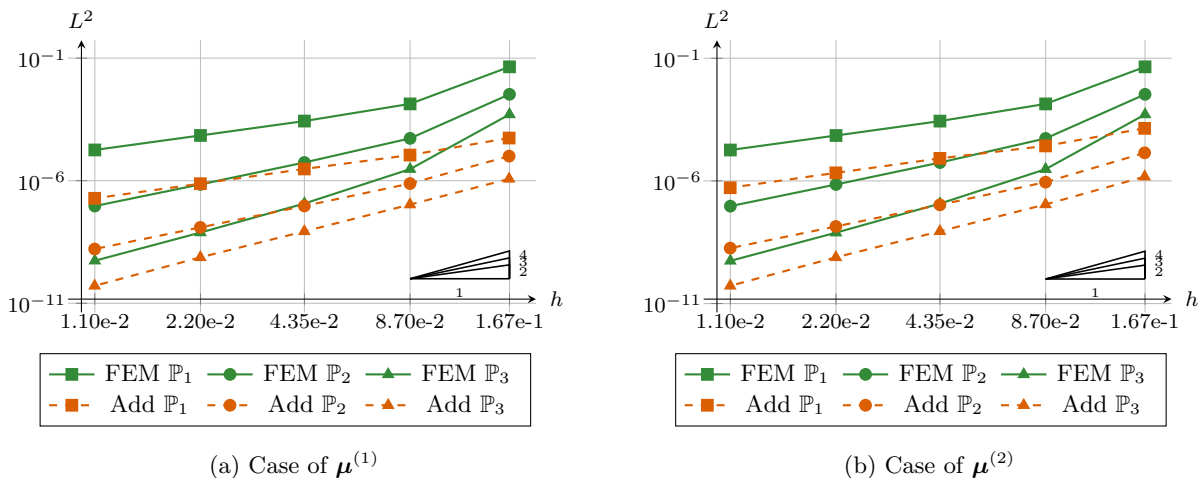 L²
10⁻¹
10⁻⁶
10⁻¹¹
4
3
2
1
h
1.10e-2 2.20e-2 4.35e-2 8.70e-2 1.67e-1
FEM ℙ₁ FEM ℙ₂ FEM ℙ₃
Add ℙ₁ Add ℙ₂ Add ℙ₃
(a) Case of 𝝁⁽¹⁾
L²
10⁻¹
10⁻⁶
10⁻¹¹
4
3
2
1
h
1.10e-2 2.20e-2 4.35e-2 8.70e-2 1.67e-1
FEM ℙ₁ FEM ℙ₂ FEM ℙ₃
Add ℙ₁ Add ℙ₂ Add ℙ₃
(b) Case of 𝝁⁽²⁾